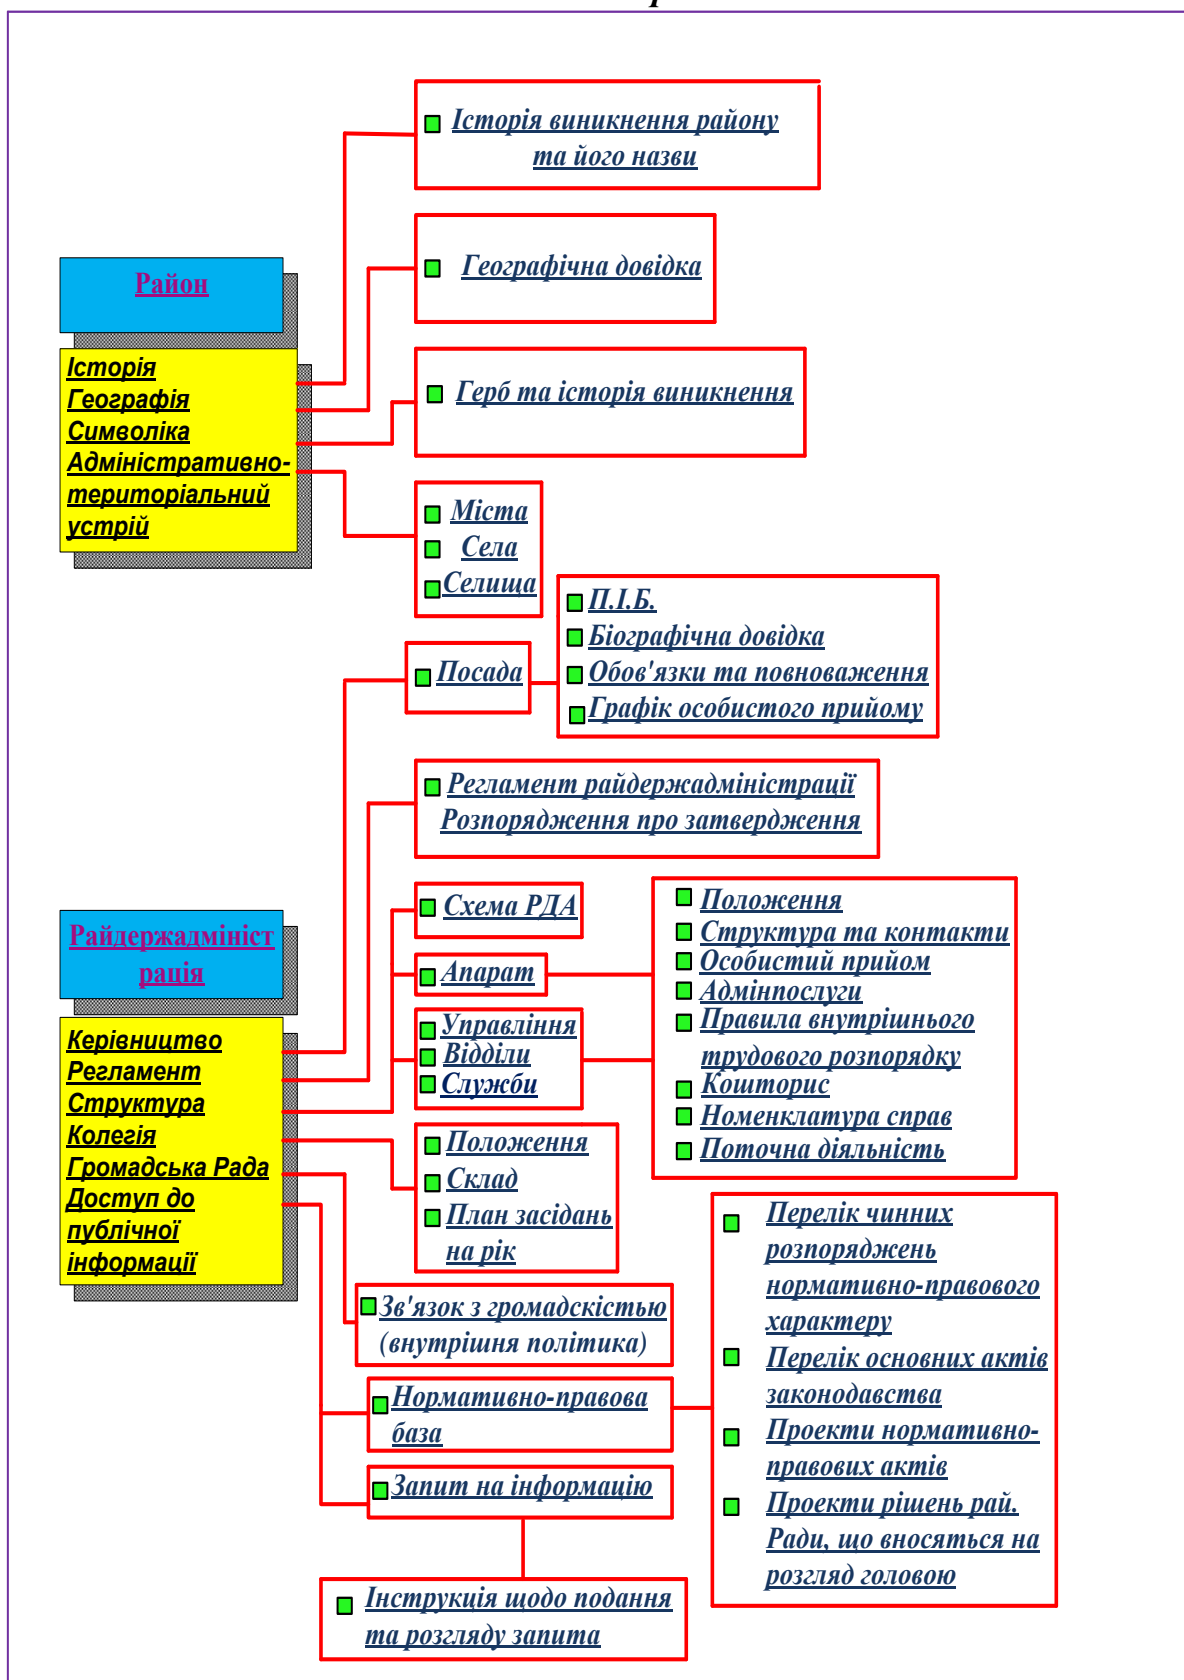 Історія виникнення району
та його назви
Географічна довідка
Район
Історія
Географія
Символіка
Адміністративно-
територіальний
устрій
Герб та історія виникнення
Міста
Села
Селища
П.І.Б.
Біографічна довідка
Обов'язки та повноваження
Графік особистого прийому
Посада
Регламент райдержадміністрації
Розпорядження про затвердження
Райдержадмініст
рація
Керівництво
Регламент
Структура
Колегія
Громадська Рада
Доступ до
публічної
інформації
Схема РДА
Апарат
Управління
Відділи
Служби
Положення
Структура та контакти
Особистий прийом
Адмінпослуги
Правила внутрішнього
трудового розпорядку
Кошторис
Номенклатура справ
Поточна діяльність
Положення
Склад
План засідань
на рік
Зв'язок з громадскістью
(внутрішня політика)
Нормативно-правова
база
Запит на інформацію
Перелік чинних
розпоряджень
нормативно-правового
характеру
Перелік основних актів
законодавства
Проекти нормативно-
правових актів
Проекти рішень рай.
Ради, що вносяться на
розгляд головою
Інструкція щодо подання
та розгляду запита